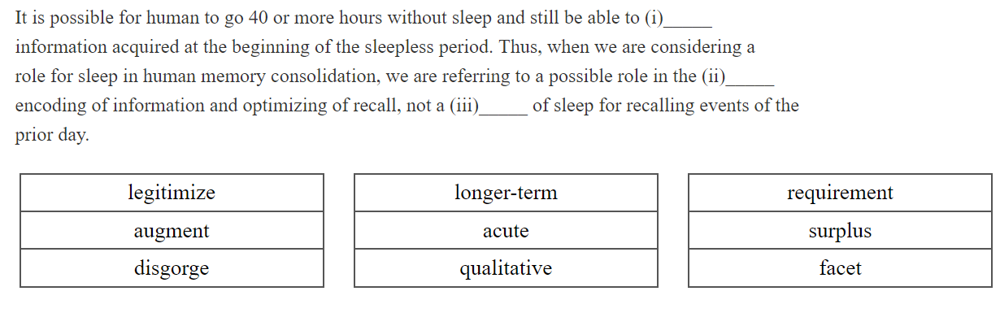 It is possible for human to go 40 or more hours without sleep and still be able to (i)_____
information acquired at the beginning of the sleepless period. Thus, when we are considering a
role for sleep in human memory consolidation, we are referring to a possible role in the (ii)_____
encoding of information and optimizing of recall, not a (iii)_____ of sleep for recalling events of the
prior day.
legitimize longer-term requirement
augment acute surplus
disgorge qualitative facet